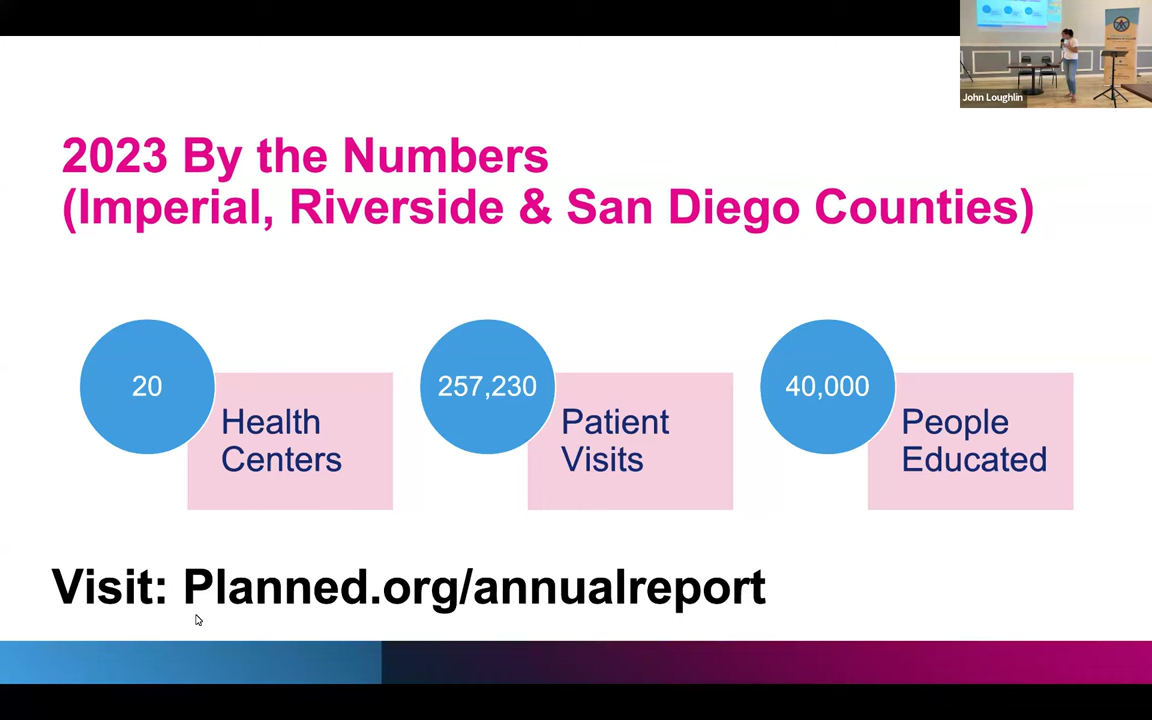 John Loughlin
2023 By the Numbers
(Imperial, Riverside & San Diego Counties)
20
Health
Centers
257,230
Patient
Visits
40,000
People
Educated
Visit: Planned.org/annualreport